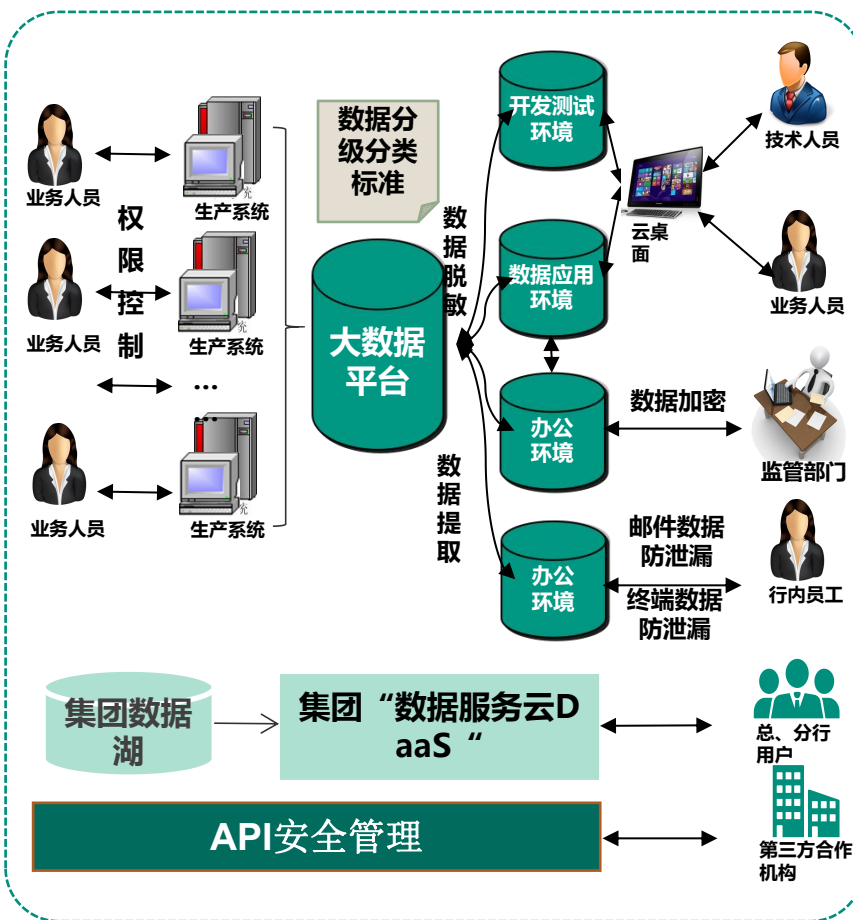 业务人员
生产系统
业务人员
生产系统
...
...
业务人员
生产系统
权
限
控
制
充
充
充
数据分
级分类
标准
大数据
平台
数
据
脱
敏
数
据
提
取
开发测试
环境
数据应用
环境
办公
环境
办公
环境
云桌
面
技术人员
业务人员
数据加密
监管部门
邮件数据
防泄漏
终端数据
防泄漏
行内员工
集团数据
湖
集团“数据服务云D
aaS“
总、分行
用户
API安全管理
第三方合作
机构